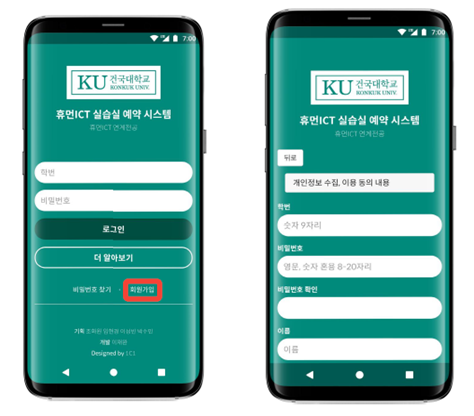 7:00
KU 건국대학교
KONKUK UNIV.
휴먼ICT 실습실 예약 시스템
휴먼ICT 연계전공
학번
비밀번호
로그인
더 알아보기
비밀번호 찾기 · 회원가입
기획
개발
Designed by
7:00
KU 건국대학교
KONKUK UNIV.
휴먼ICT 실습실 예약 시스템
휴먼ICT 연계전공
뒤로
개인정보 수집, 이용 동의 내용
학번
숫자 9자리
비밀번호
영문, 숫자 혼용 8-20자리
비밀번호 확인
이름
이름